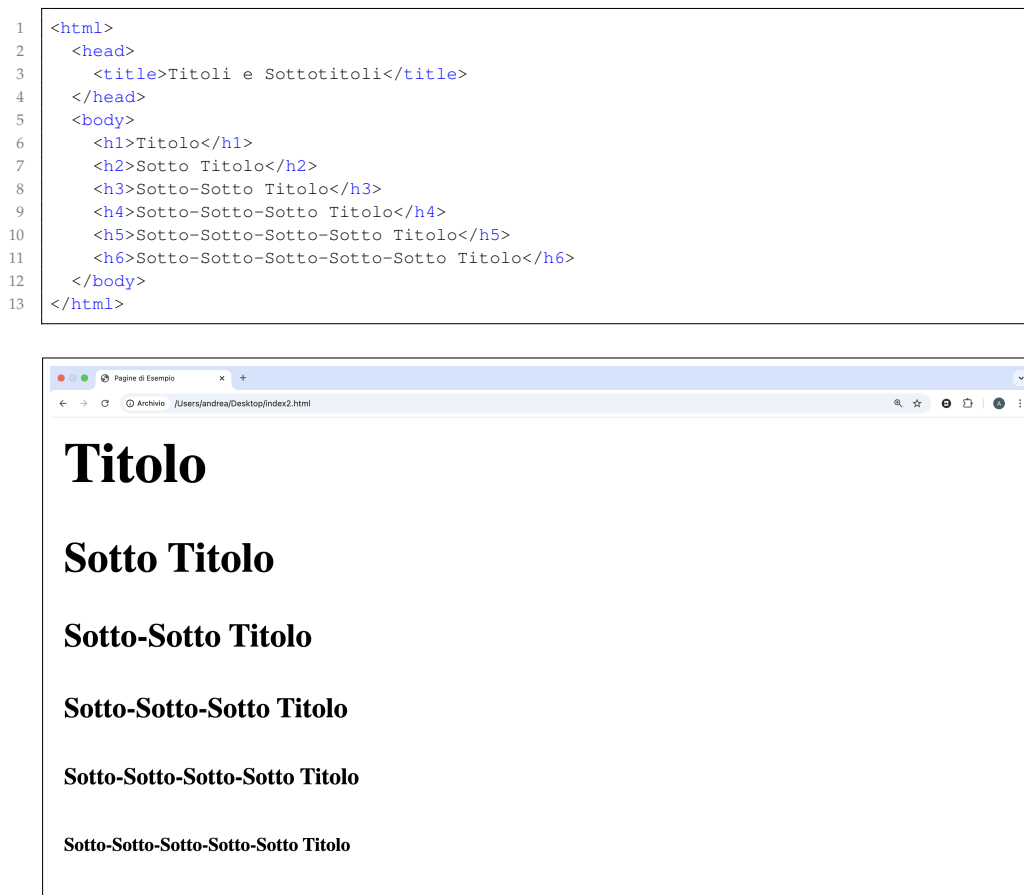 1 <html>
2 <head>
3 <title>Titoli e Sottotitoli</title>
4 </head>
5 <body>
6 <h1>Titolo</h1>
7 <h2>Sotto Titolo</h2>
8 <h3>Sotto-Sotto Titolo</h3>
9 <h4>Sotto-Sotto-Sotto Titolo</h4>
10 <h5>Sotto-Sotto-Sotto-Sotto Titolo</h5>
11 <h6>Sotto-Sotto-Sotto-Sotto-Sotto Titolo</h6>
12 </body>
13 </html>
Pagine di Esempio
Archivio /Users/andrea/Desktop/index2.html A
Titolo
Sotto Titolo
Sotto-Sotto Titolo
Sotto-Sotto-Sotto Titolo
Sotto-Sotto-Sotto-Sotto Titolo
Sotto-Sotto-Sotto-Sotto-Sotto Titolo